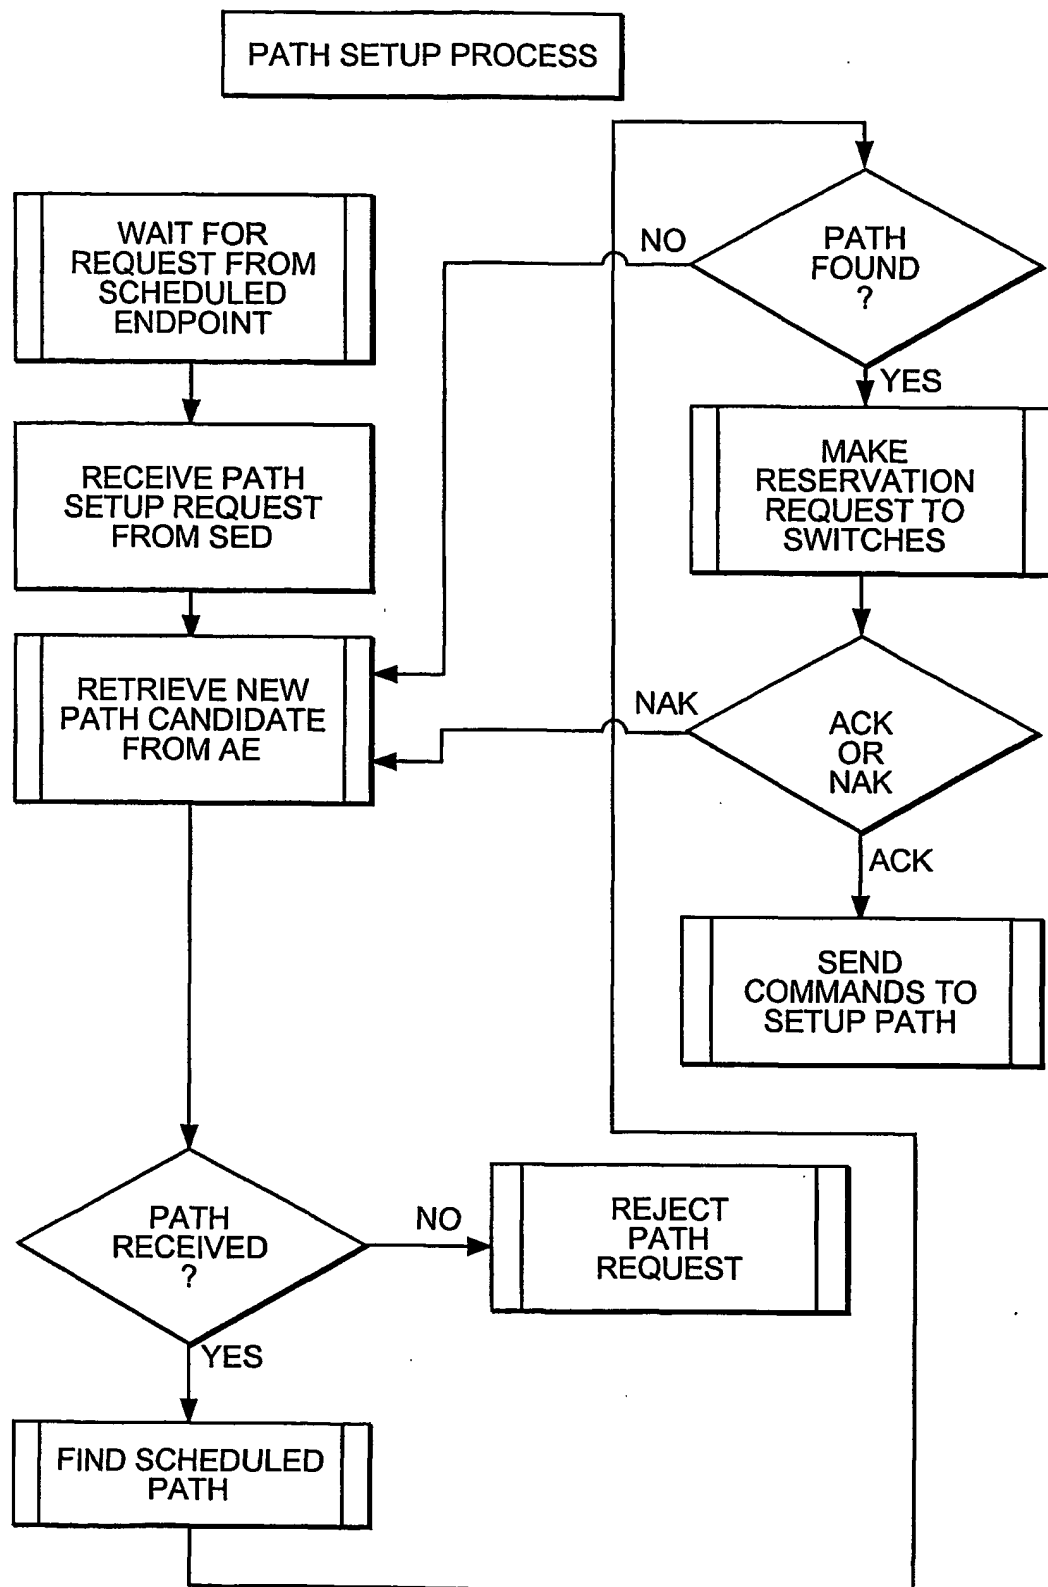 PATH SETUP PROCESS
WAIT FOR
REQUEST FROM
SCHEDULED
ENDPOINT
RECEIVE PATH
SETUP REQUEST
FROM SED
RETRIEVE NEW
PATH CANDIDATE
FROM AE
PATH
RECEIVED
?
NO
REJECT
PATH
REQUEST
YES
FIND SCHEDULED
PATH
PATH
FOUND
?
NO
YES
MAKE
RESERVATION
REQUEST TO
SWITCHES
ACK
OR
NAK
NAK
ACK
SEND
COMMANDS TO
SETUP PATH